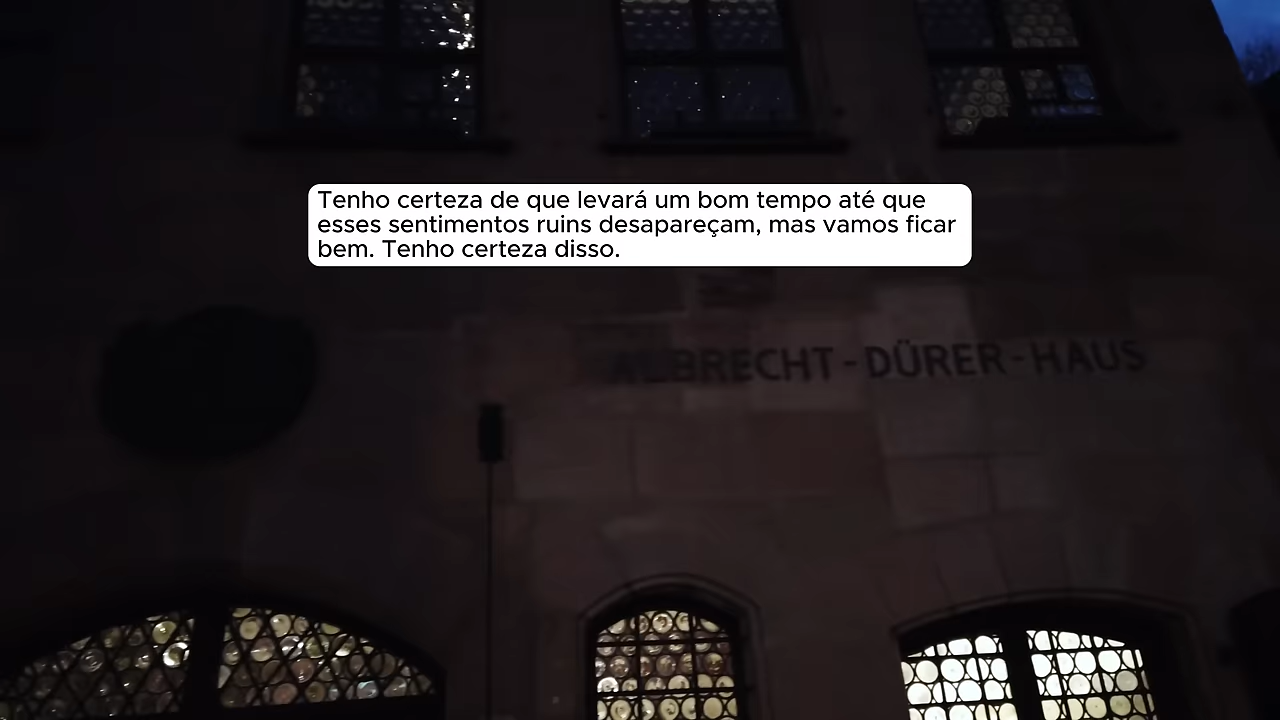 Tenho certeza de que levará um bom tempo até que
esses sentimentos ruins desapareçam, mas vamos ficar
bem. Tenho certeza disso.
ALBRECHT-DÜRER-HAUS